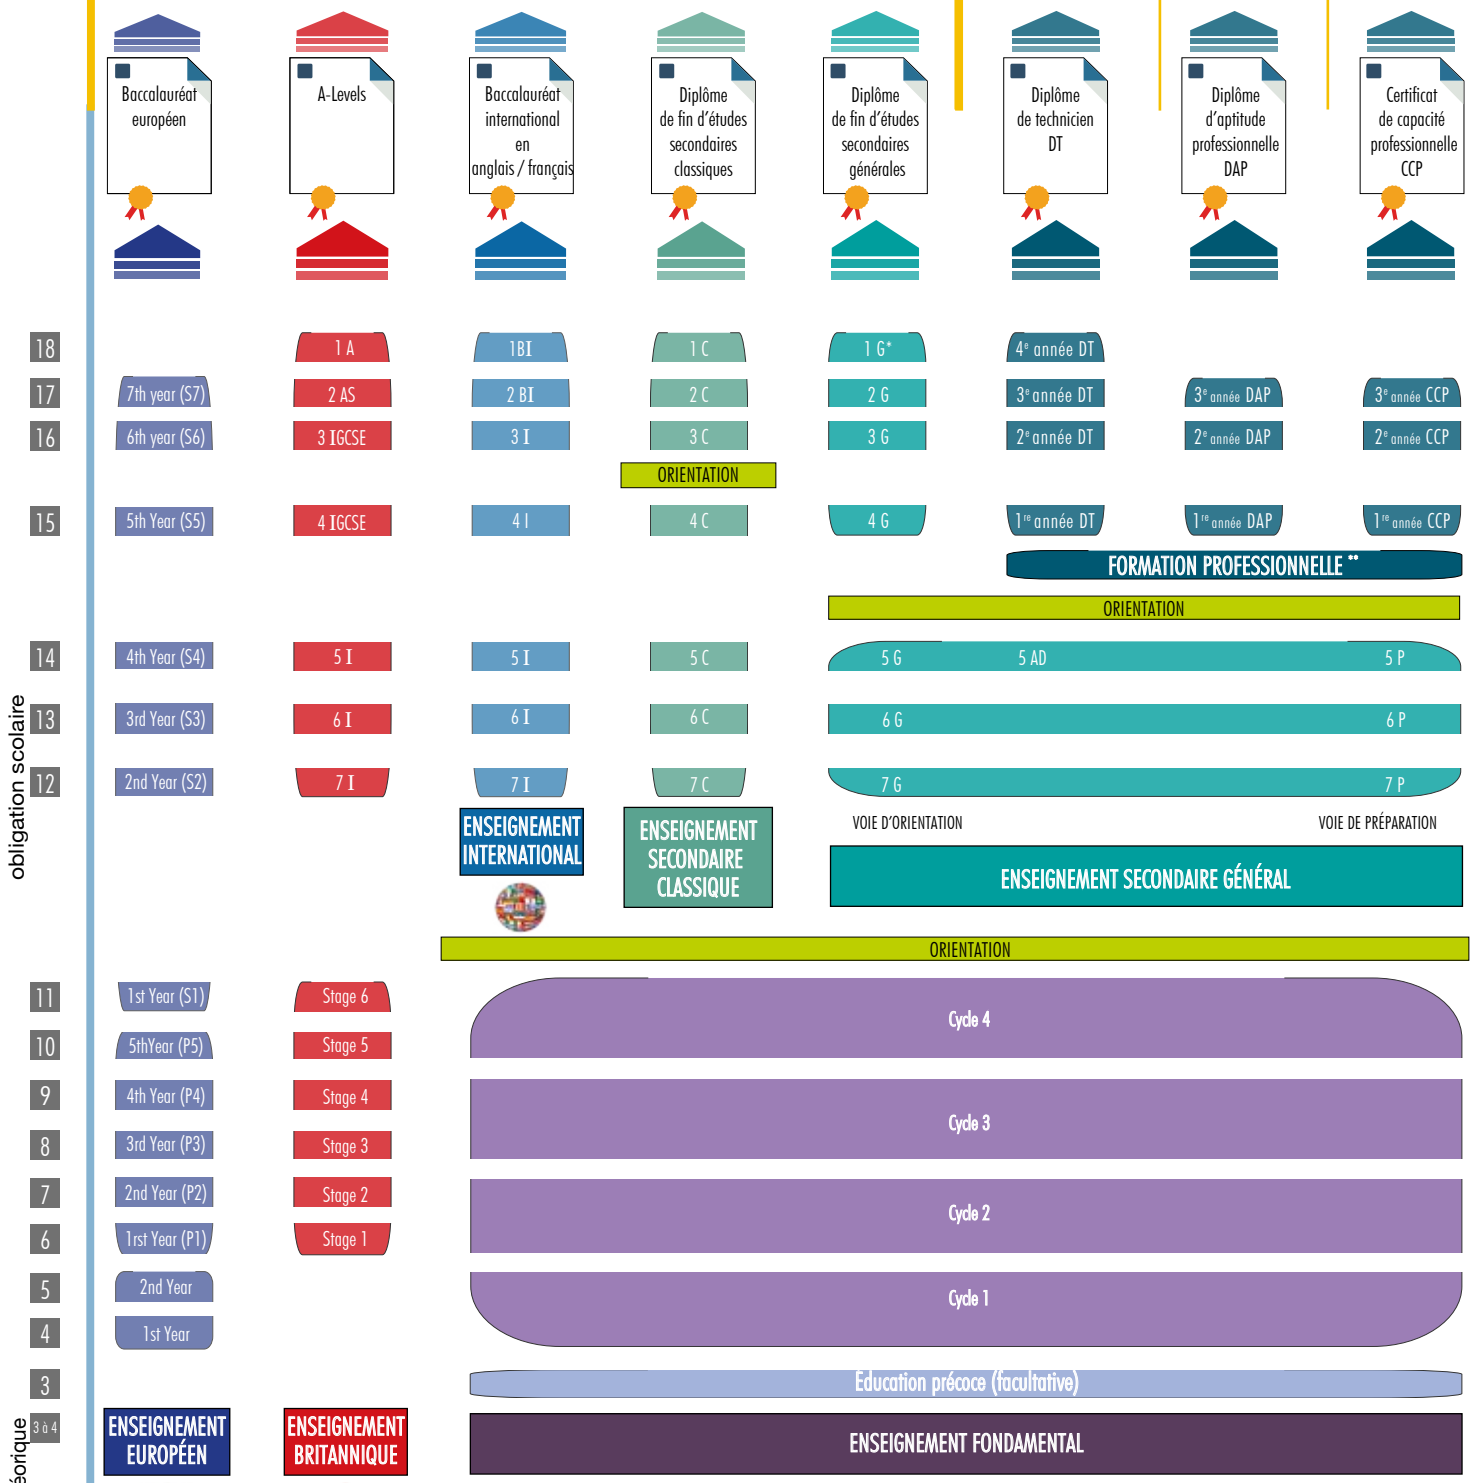 Baccalauréat
européen
A-Levels
Baccalauréat
international
en
anglais / français
Diplôme
de fin d'études
secondaires
classiques
Diplôme
de fin d'études
secondaires
générales
Diplôme
de technicien
DT
Diplôme
d'aptitude
professionnelle
DAP
Certificat
de capacité
professionnelle
CCP
18 1 A 1BI 1 C 1 G* 4e année DT
17 7th year (S7) 2 AS 2 BI 2 C 2 G 3e année DT 3e année DAP 3e année CCP
16 6th year (S6) 3 IGCSE 3 I 3 C 3 G 2e année DT 2e année DAP 2e année CCP
ORIENTATION
15 5th Year (S5) 4 IGCSE 4 I 4 C 4 G 1re année DT 1re année DAP 1re année CCP
FORMATION PROFESSIONNELLE **
ORIENTATION
14 4th Year (S4) 5 I 5 I 5 C 5 G 5 AD 5 P
13 3rd Year (S3) 6 I 6 I 6 C 6 G 6 P
12 2nd Year (S2) 7 I 7 I 7 C 7 G 7 P
obligation scolaire
VOIE D'ORIENTATION VOIE DE PRÉPARATION
ENSEIGNEMENT
INTERNATIONAL
ENSEIGNEMENT
SECONDAIRE
CLASSIQUE
ENSEIGNEMENT SECONDAIRE GÉNÉRAL
ORIENTATION
11 1st Year (S1) Stage 6
Cycle 4
10 5thYear (P5) Stage 5
9 4th Year (P4) Stage 4
Cycle 3
8 3rd Year (P3) Stage 3
7 2nd Year (P2) Stage 2
Cycle 2
6 1rst Year (P1) Stage 1
5 2nd Year
Cycle 1
4 1st Year
3 Éducation précoce (facultative)
3 à 4
éorique
ENSEIGNEMENT
EUROPÉEN
ENSEIGNEMENT
BRITANNIQUE
ENSEIGNEMENT FONDAMENTAL